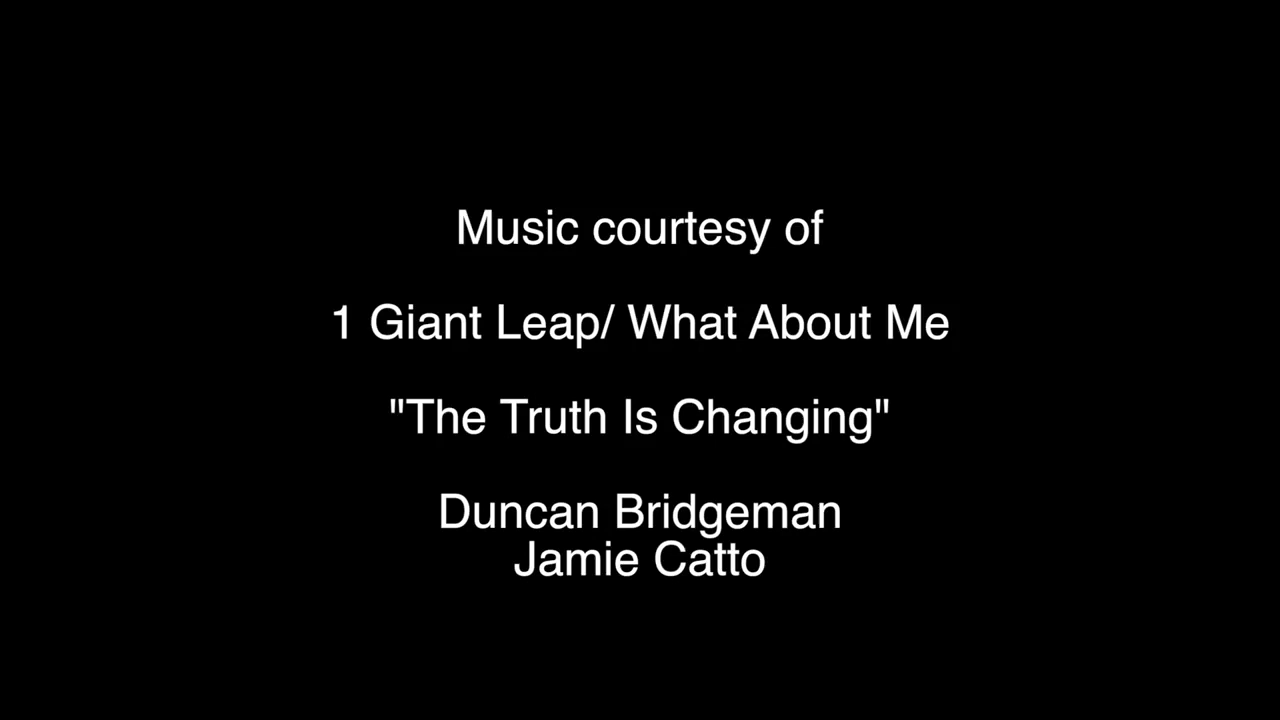 Music courtesy of
1 Giant Leap/ What About Me
"The Truth Is Changing"
Duncan Bridgeman
Jamie Catto